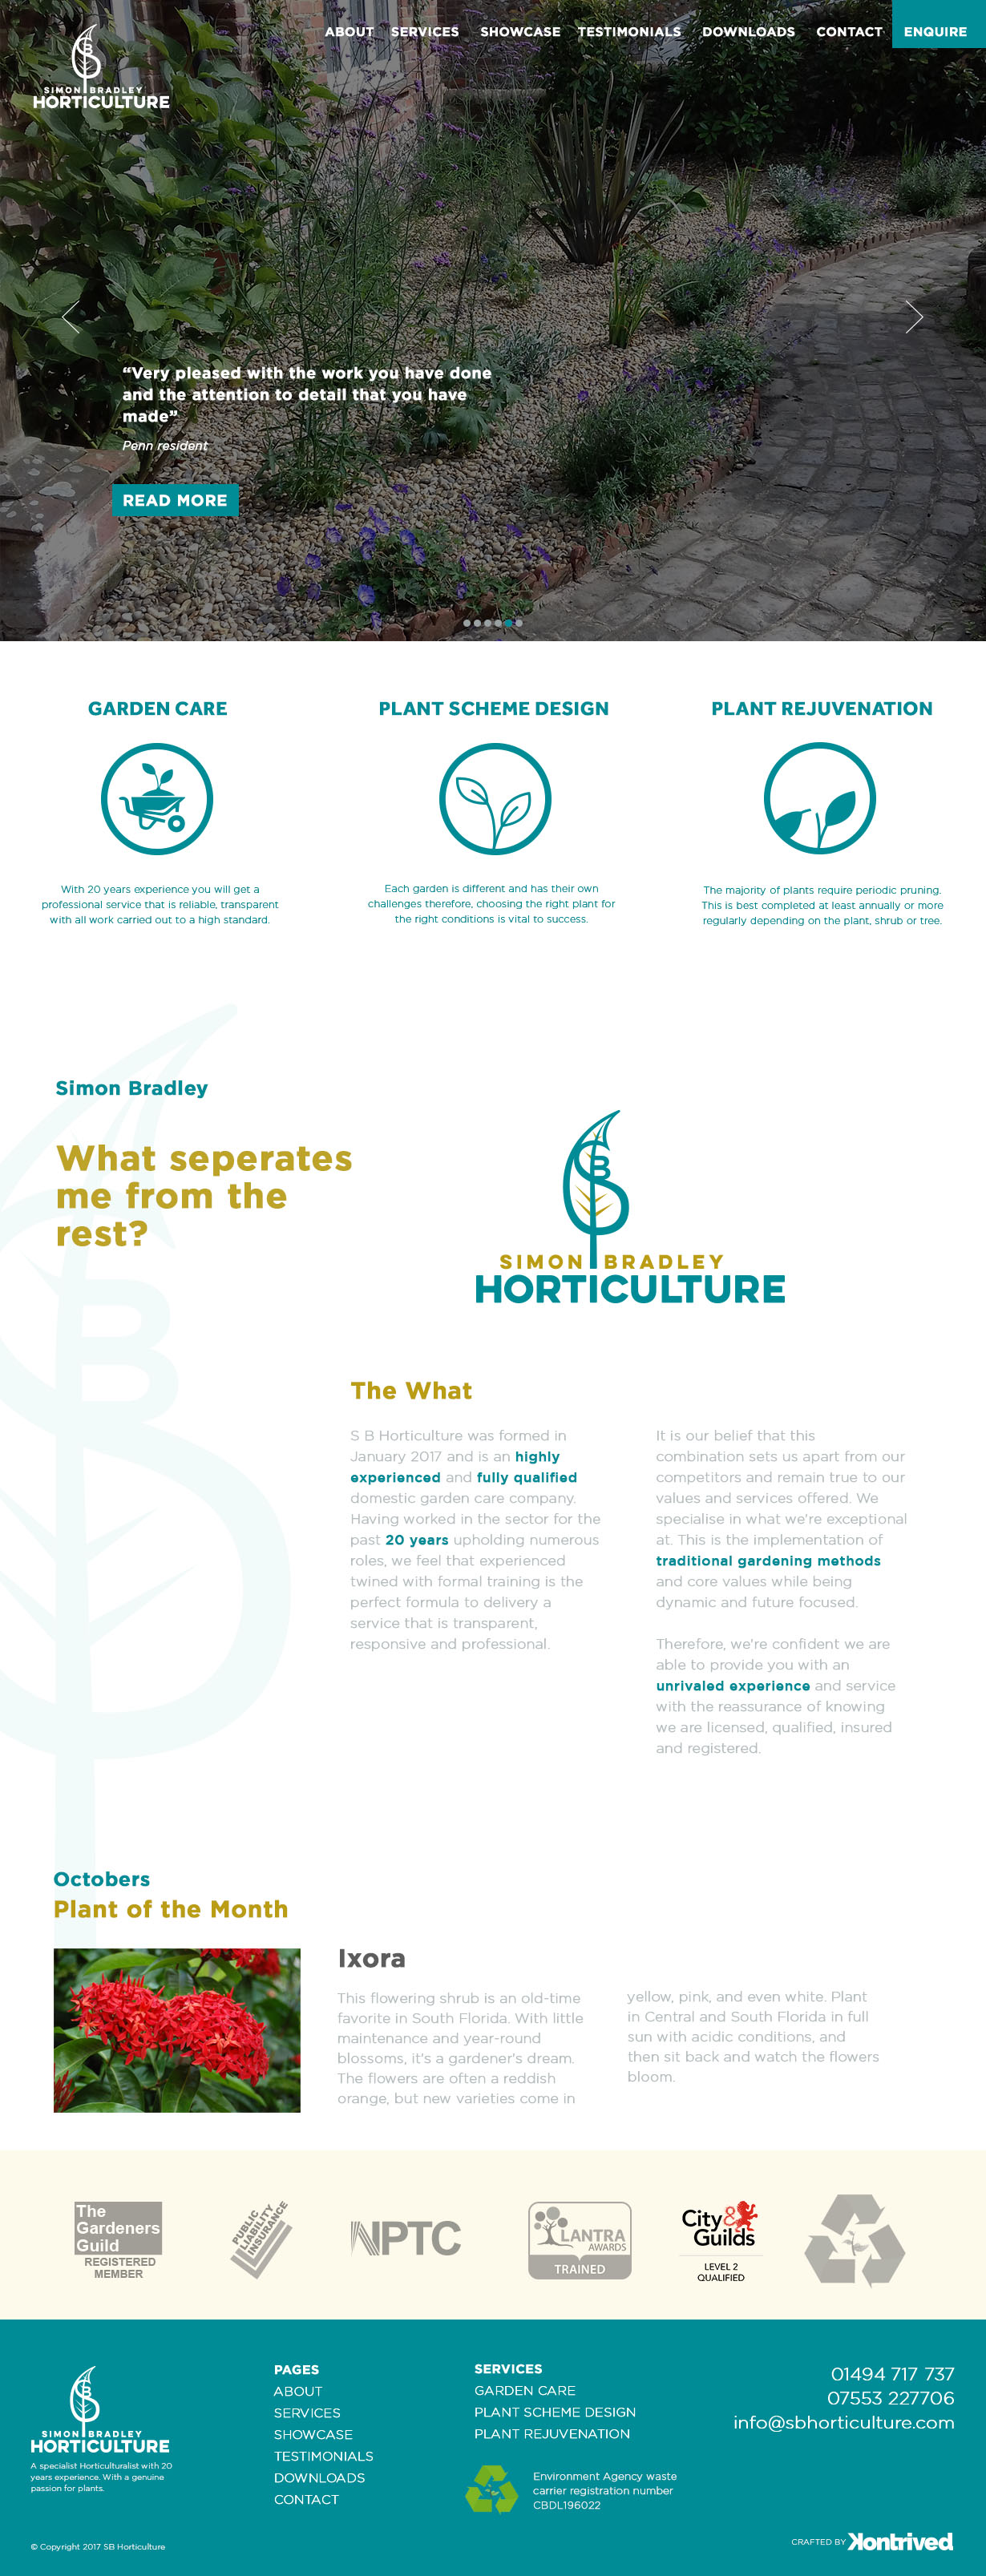 SB
SIMON BRADLEY
HORTICULTURE
ABOUT SERVICES SHOWCASE TESTIMONIALS DOWNLOADS CONTACT ENQUIRE
“Very pleased with the work you have done
and the attention to detail that you have
made”
Penn resident
READ MORE
GARDEN CARE
With 20 years experience you will get a
professional service that is reliable, transparent
with all work carried out to a high standard.
PLANT SCHEME DESIGN
Each garden is different and has their own
challenges therefore, choosing the right plant for
the right conditions is vital to success.
PLANT REJUVENATION
The majority of plants require periodic pruning.
This is best completed at least annually or more
regularly depending on the plant, shrub or tree.
Simon Bradley
What seperates
me from the
rest?
SB
SIMON BRADLEY
HORTICULTURE
The What
S B Horticulture was formed in
January 2017 and is an highly
experienced and fully qualified
domestic garden care company.
Having worked in the sector for the
past 20 years upholding numerous
roles, we feel that experienced
twined with formal training is the
perfect formula to delivery a
service that is transparent,
responsive and professional.
It is our belief that this
combination sets us apart from our
competitors and remain true to our
values and services offered. We
specialise in what we're exceptional
at. This is the implementation of
traditional gardening methods
and core values while being
dynamic and future focused.
Therefore, we're confident we are
able to provide you with an
unrivaled experience and service
with the reassurance of knowing
we are licensed, qualified, insured
and registered.
Octobers
Plant of the Month
Ixora
This flowering shrub is an old-time
favorite in South Florida. With little
maintenance and year-round
blossoms, it's a gardener's dream.
The flowers are often a reddish
orange, but new varieties come in
yellow, pink, and even white. Plant
in Central and South Florida in full
sun with acidic conditions, and
then sit back and watch the flowers
bloom.
The
Gardeners
Guild
REGISTERED
MEMBER
PUBLIC
LIABILITY
INSURANCE
NPTC
LANTRA
AWARDS
TRAINED
City &
Guilds
LEVEL 2
QUALIFIED
SB
SIMON BRADLEY
HORTICULTURE
A specialist Horticulturalist with 20
years experience. With a genuine
passion for plants.
© Copyright 2017 SB Horticulture
PAGES
ABOUT
SERVICES
SHOWCASE
TESTIMONIALS
DOWNLOADS
CONTACT
SERVICES
GARDEN CARE
PLANT SCHEME DESIGN
PLANT REJUVENATION
Environment Agency waste
carrier registration number
CBDL196022
01494 717 737
07553 227706
info@sbhorticulture.com
CRAFTED BY Kontrived